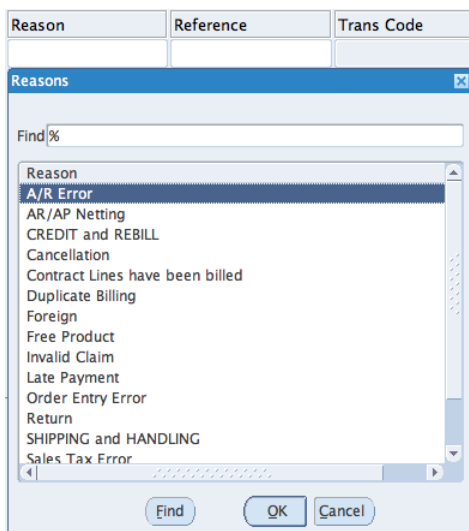 Reason Reference Trans Code
Reasons
Find %
Reason
A/R Error
AR/AP Netting
CREDIT and REBILL
Cancellation
Contract Lines have been billed
Duplicate Billing
Foreign
Free Product
Invalid Claim
Late Payment
Order Entry Error
Return
SHIPPING and HANDLING
Sales Tax Error
Find OK Cancel